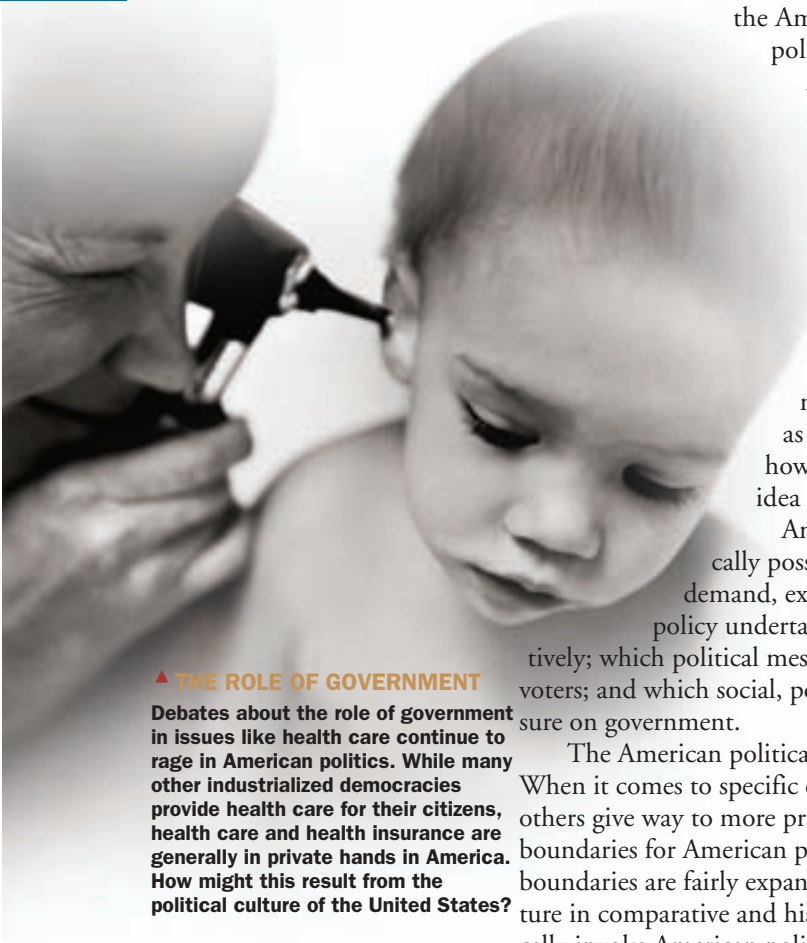 ▲ THE ROLE OF GOVERNMENT
Debates about the role of government
in issues like health care continue to
rage in American politics. While many
other industrialized democracies
provide health care for their citizens,
health care and health insurance are
generally in private hands in America.
How might this result from the
political culture of the United States?
the Am
pol
as
how
idea
An
cally poss
demand, ex
policy underta
tively; which political mes
voters; and which social, po
sure on government.
The American politica
When it comes to specific
others give way to more pr
boundaries for American p
boundaries are fairly expan
ture in comparative and his